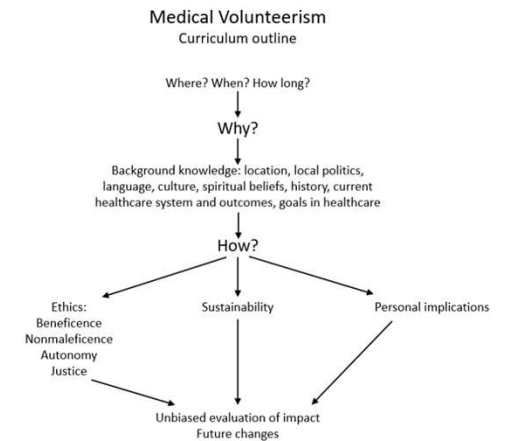 Medical Volunteerism
Curriculum outline
Where? When? How long?
Why?
Background knowledge: location, local politics,
language, culture, spiritual beliefs, history, current
healthcare system and outcomes, goals in healthcare
How?
Ethics:
Beneficence
Nonmaleficence
Autonomy
Justice
Sustainability
Personal implications
Unbiased evaluation of impact
Future changes